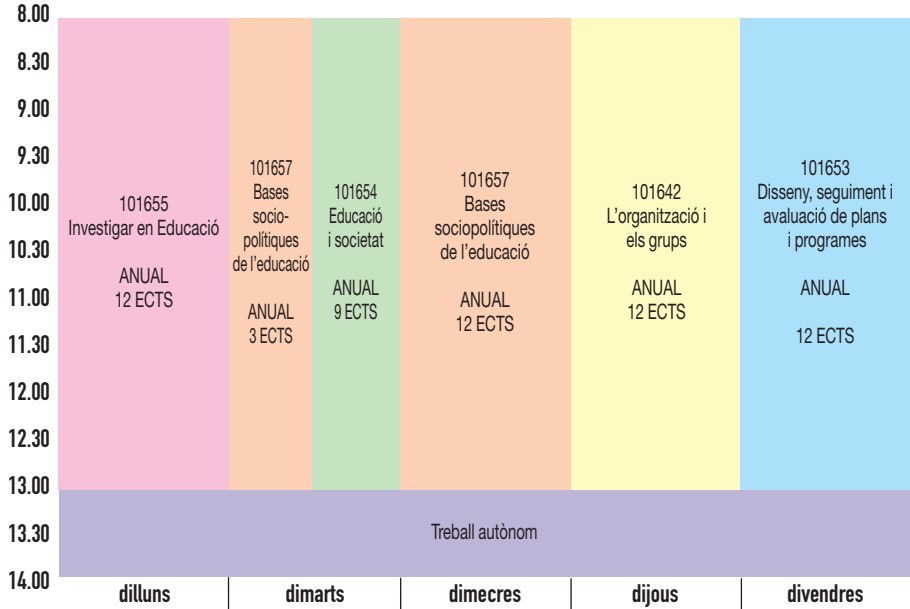 8.00
8.30
9.00
9.30
10.00
10.30
11.00
11.30
12.00
12.30
13.00
13.30
14.00
101655
Investigar en Educació
ANUAL
12 ECTS
101657
Bases
socio-
polítiques
de l’educació
ANUAL
3 ECTS
101654
Educació
i societat
ANUAL
9 ECTS
101657
Bases
sociopolítiques
de l’educació
ANUAL
12 ECTS
101642
L’organització i
els grups
ANUAL
12 ECTS
101653
Disseny, seguiment i
avaluació de plans
i programes
ANUAL
12 ECTS
Treball autònom
dilluns
dimarts
dimecres
dijous
divendres